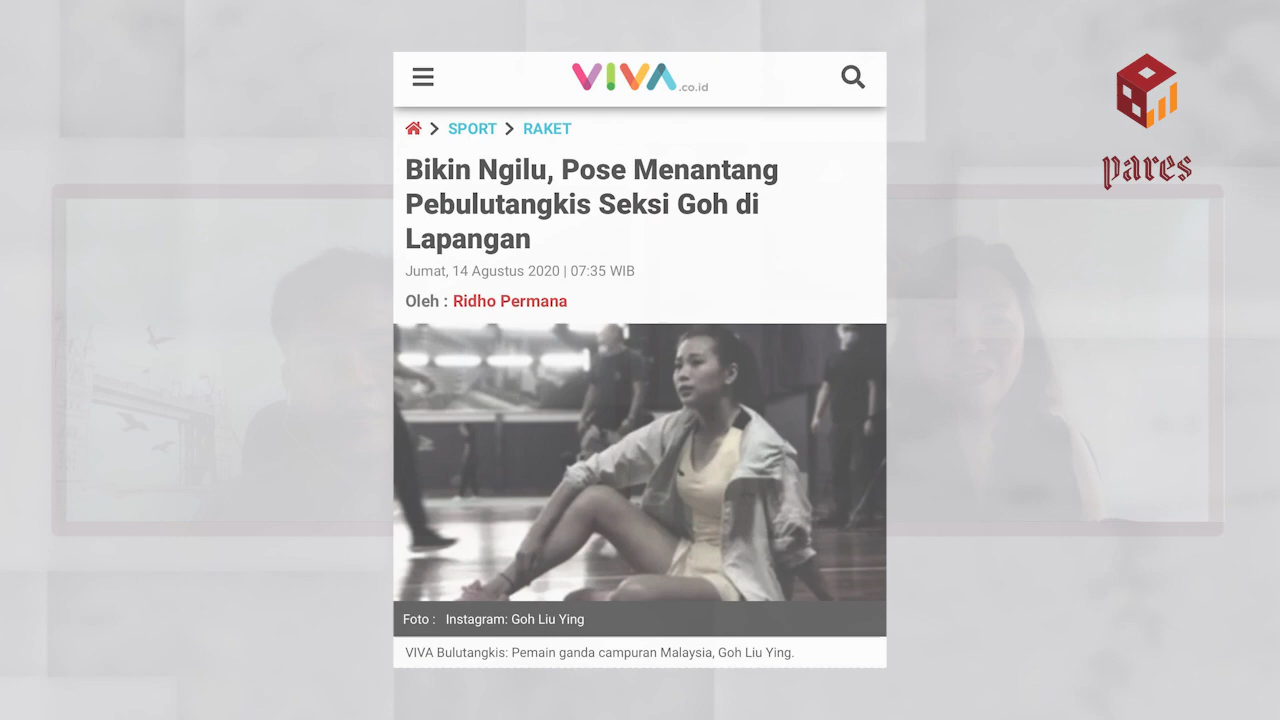 VIVA.co.id
SPORT RAKET
Bikin Ngilu, Pose Menantang
Pebulutangkis Seksi Goh di
Lapangan
Jumat, 14 Agustus 2020 | 07:35 WIB
Oleh : Ridho Permana
Foto : Instagram: Goh Liu Ying
VIVA Bulutangkis: Pemain ganda campuran Malaysia, Goh Liu Ying.
pares